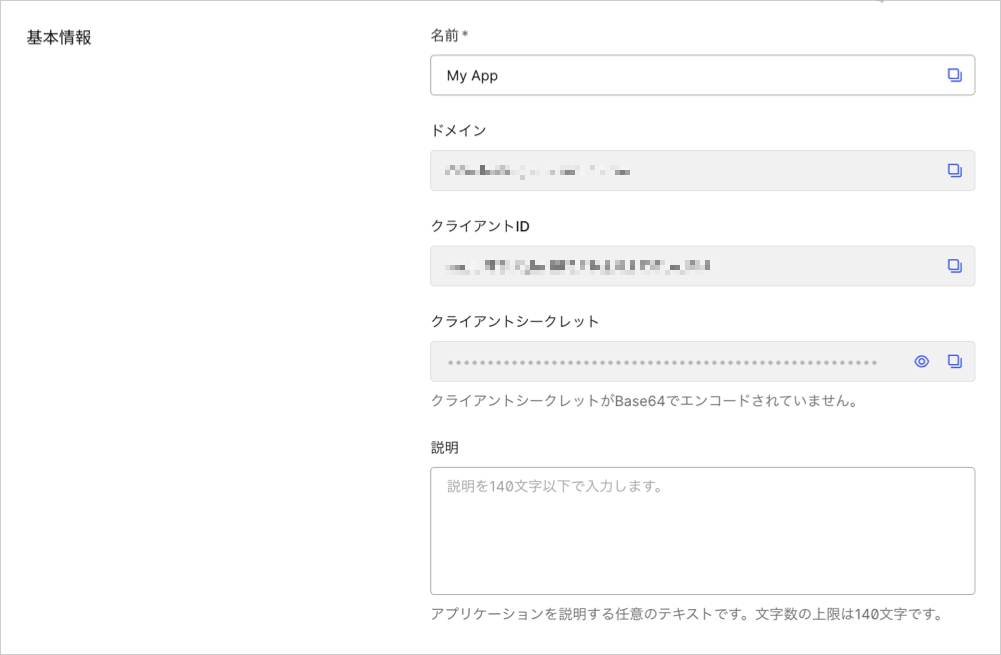 基本情報
名前 *
My App
ドメイン
クライアントID
クライアントシークレット
クライアントシークレットがBase64でエンコードされていません。
説明
説明を140文字以下で入力します。
アプリケーションを説明する任意のテキストです。文字数の上限は140文字です。